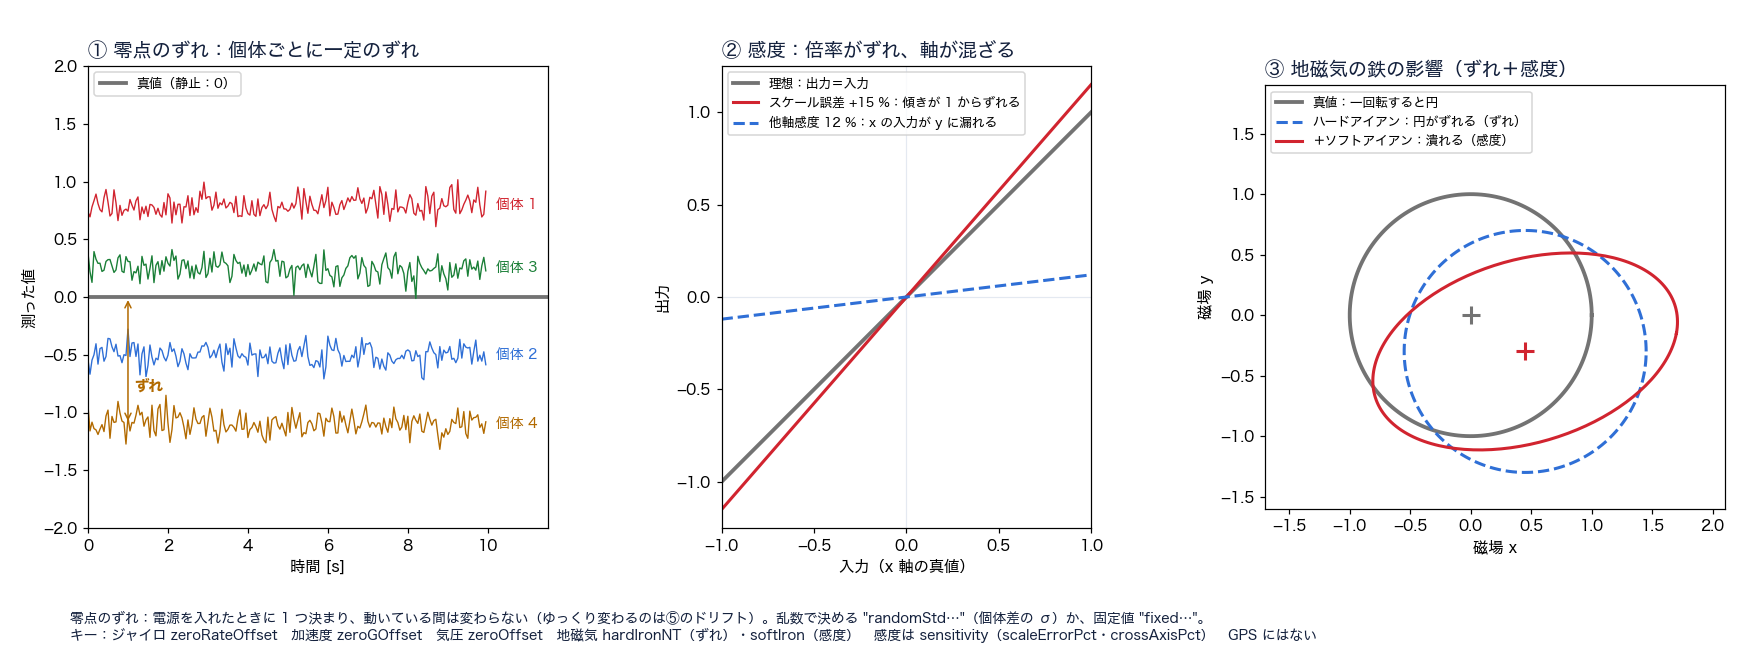 ① 零点のずれ：個体ごとに一定のずれ
真値（静止：0）
個体 1
個体 3
個体 2
個体 4
ずれ
2.0
1.5
1.0
0.5
0.0
−0.5
−1.0
−1.5
−2.0
0 2 4 6 8 10
測った値
時間 [s]
② 感度：倍率がずれ、軸が混ざる
理想：出力＝入力
スケール誤差 +15 %：傾きが 1 からずれる
他軸感度 12 %：x の入力が y に漏れる
1.0
0.5
0.0
−0.5
−1.0
−1.0 −0.5 0.0 0.5 1.0
出力
入力（x 軸の真値）
③ 地磁気の鉄の影響（ずれ＋感度）
真値：一回転すると円
ハードアイアン：円がずれる（ずれ）
＋ソフトアイアン：潰れる（感度）
1.5
1.0
0.5
0.0
−0.5
−1.0
−1.5
−1.5 −1.0 −0.5 0.0 0.5 1.0 1.5 2.0
磁場 y
磁場 x
零点のずれ：電源を入れたときに 1 つ決まり、動いている間は変わらない（ゆっくり変わるのは⑤のドリフト）。乱数で決める "randomStd…"（個体差の σ）か、固定値 "fixed…"。
キー：ジャイロ zeroRateOffset　加速度 zeroGOffset　気圧 zeroOffset　地磁気 hardIronNT（ずれ）・softIron（感度）　感度は sensitivity（scaleErrorPct・crossAxisPct）　GPS にはない